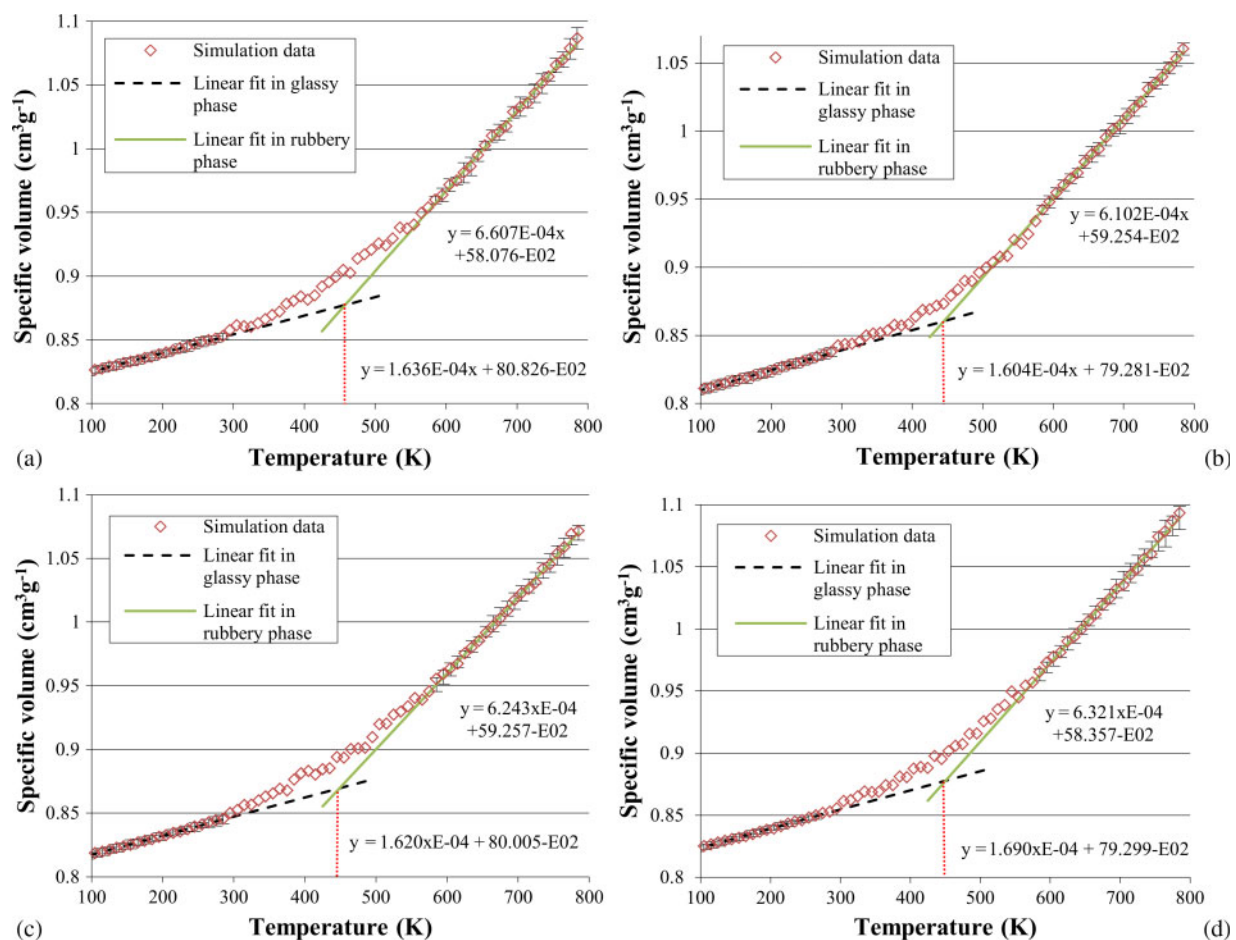 1.1
1.05
1
0.95
0.9
0.85
0.8
Specific volume (cm³g-¹)
Simulation data
Linear fit in glassy
phase
Linear fit in rubbery
phase
y = 6.607E-04x
+58.076-E02
y = 1.636E-04x + 80.826-E02
100 200 300 400 500 600 700 800
Temperature (K)
(a)
1.05
1
0.95
0.9
0.85
0.8
Specific volume (cm³g-¹)
Simulation data
Linear fit in
glassy phase
Linear fit in
rubbery phase
y = 6.102E-04x
+59.254-E02
y = 1.604E-04x + 79.281-E02
100 200 300 400 500 600 700 800
Temperature (K)
(b)
1.1
1.05
1
0.95
0.9
0.85
0.8
Specific volume (cm³g-¹)
Simulation data
Linear fit in
glassy phase
Linear fit in
rubbery phase
y = 6.243xE-04
+59.257-E02
y = 1.620xE-04 + 80.005-E02
100 200 300 400 500 600 700 800
Temperature (K)
(c)
1.1
1.05
1
0.95
0.9
0.85
0.8
Specific volume (cm³g-¹)
Simulation data
Linear fit in
glassy phase
Linear fit in
rubbery phase
y = 6.321xE-04
+58.357-E02
y = 1.690xE-04 + 79.299-E02
100 200 300 400 500 600 700 800
Temperature (K)
(d)